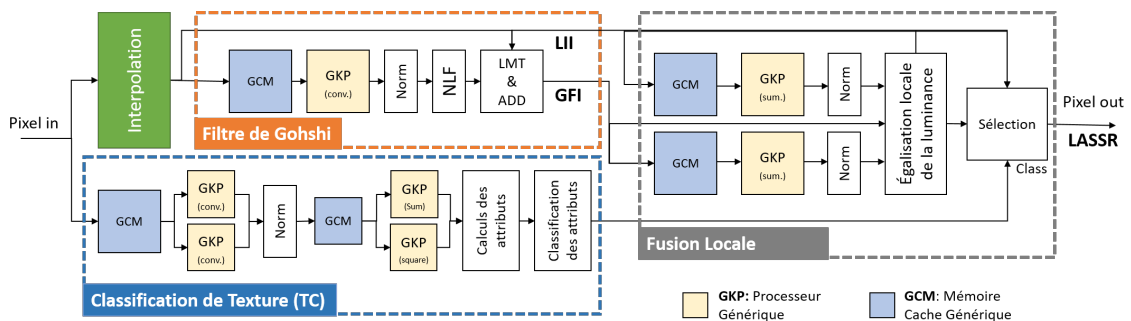 Pixel in
Interpolation
GCM
GKP
(conv.)
Norm
NLF
LMT
&
ADD
LII
GFI
Filtre de Gohshi
GCM
GKP
(sum.)
Norm
GCM
GKP
(sum.)
Norm
Égalisation locale
de la luminance
Sélection
Class
Pixel out
LASSR
Fusion Locale
GCM
GKP
(conv.)
GKP
(conv.)
Norm
GCM
GKP
(Sum)
GKP
(square)
Calculs des
attributs
Classification
des attributs
Classification de Texture (TC)
GKP: Processeur
Générique
GCM: Mémoire
Cache Générique